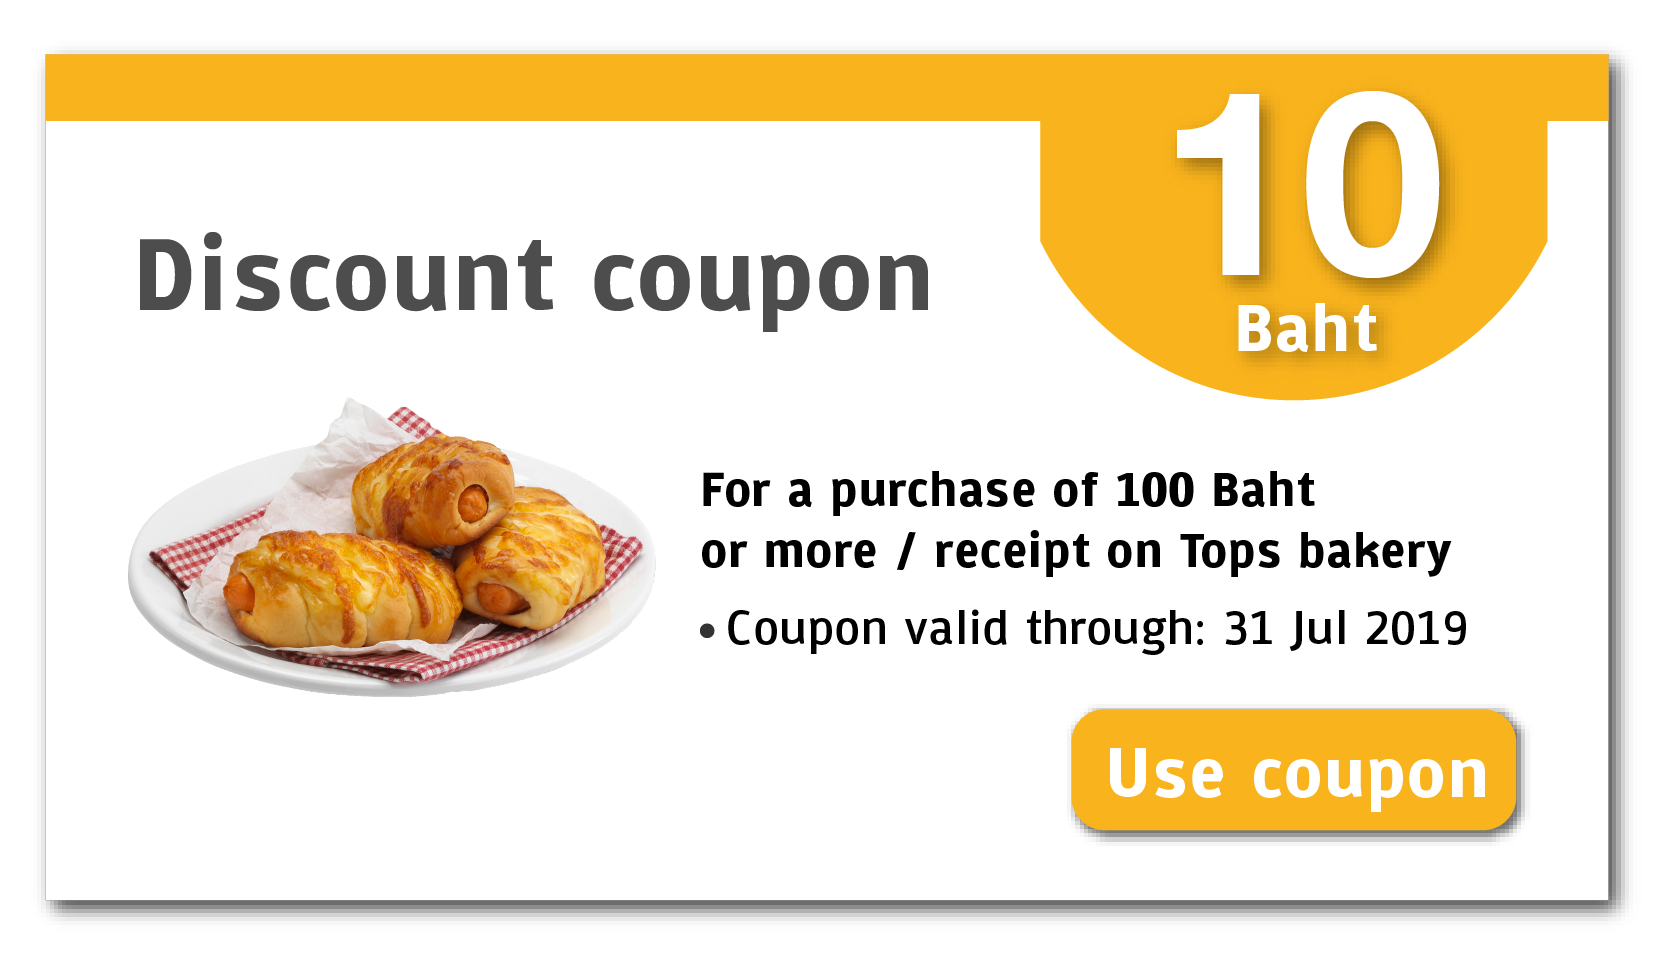 10
Baht
Discount coupon
For a purchase of 100 Baht
or more / receipt on Tops bakery
• Coupon valid through: 31 Jul 2019
Use coupon